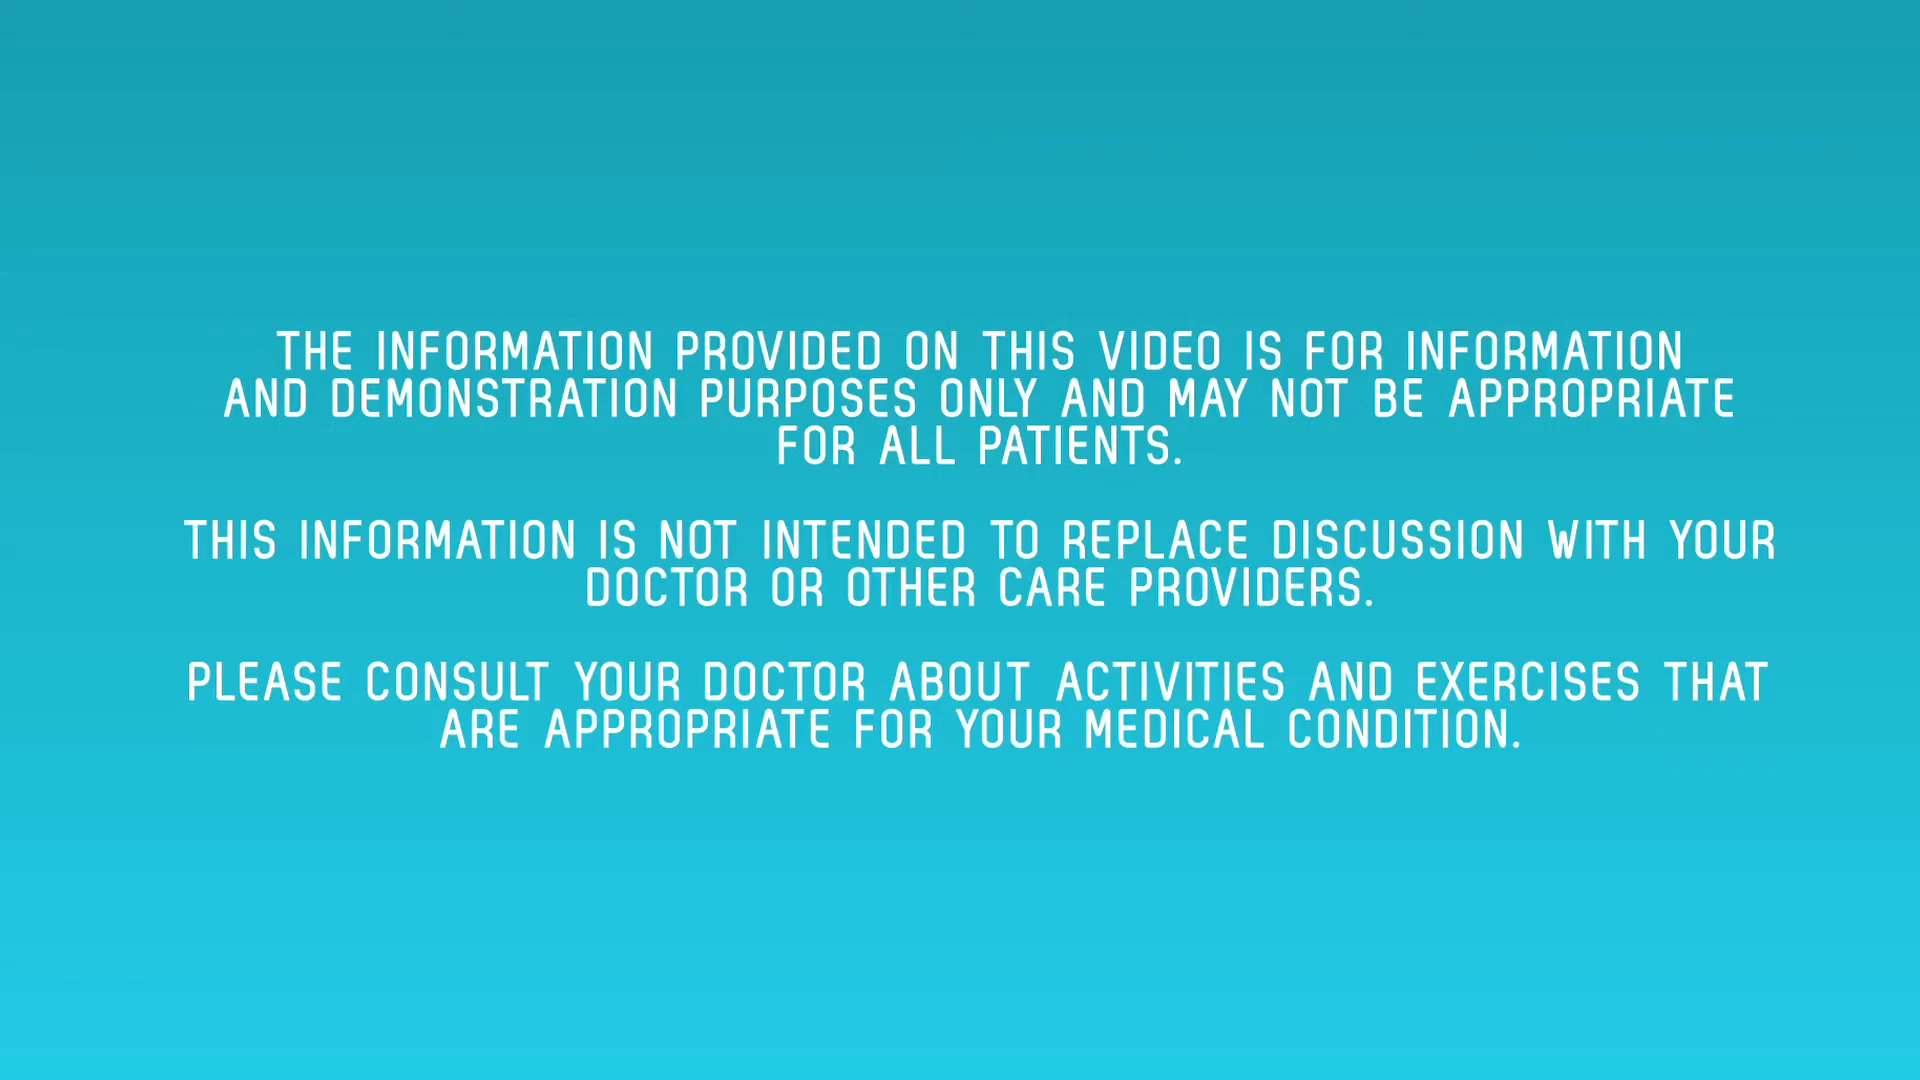 THE INFORMATION PROVIDED ON THIS VIDEO IS FOR INFORMATION
AND DEMONSTRATION PURPOSES ONLY AND MAY NOT BE APPROPRIATE
FOR ALL PATIENTS.
THIS INFORMATION IS NOT INTENDED TO REPLACE DISCUSSION WITH YOUR
DOCTOR OR OTHER CARE PROVIDERS.
PLEASE CONSULT YOUR DOCTOR ABOUT ACTIVITIES AND EXERCISES THAT
ARE APPROPRIATE FOR YOUR MEDICAL CONDITION.